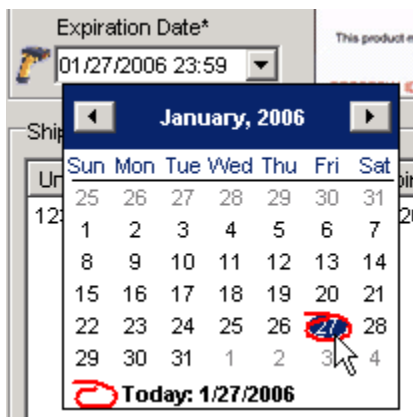 Expiration Date*
This product
01/27/2006 23:59
January, 2006
Sun Mon Tue Wed Thu Fri Sat
25 26 27 28 29 30 31
1 2 3 4 5 6 7
8 9 10 11 12 13 14
15 16 17 18 19 20 21
22 23 24 25 26 27 28
29 30 31 1 2 3 4
Today: 1/27/2006